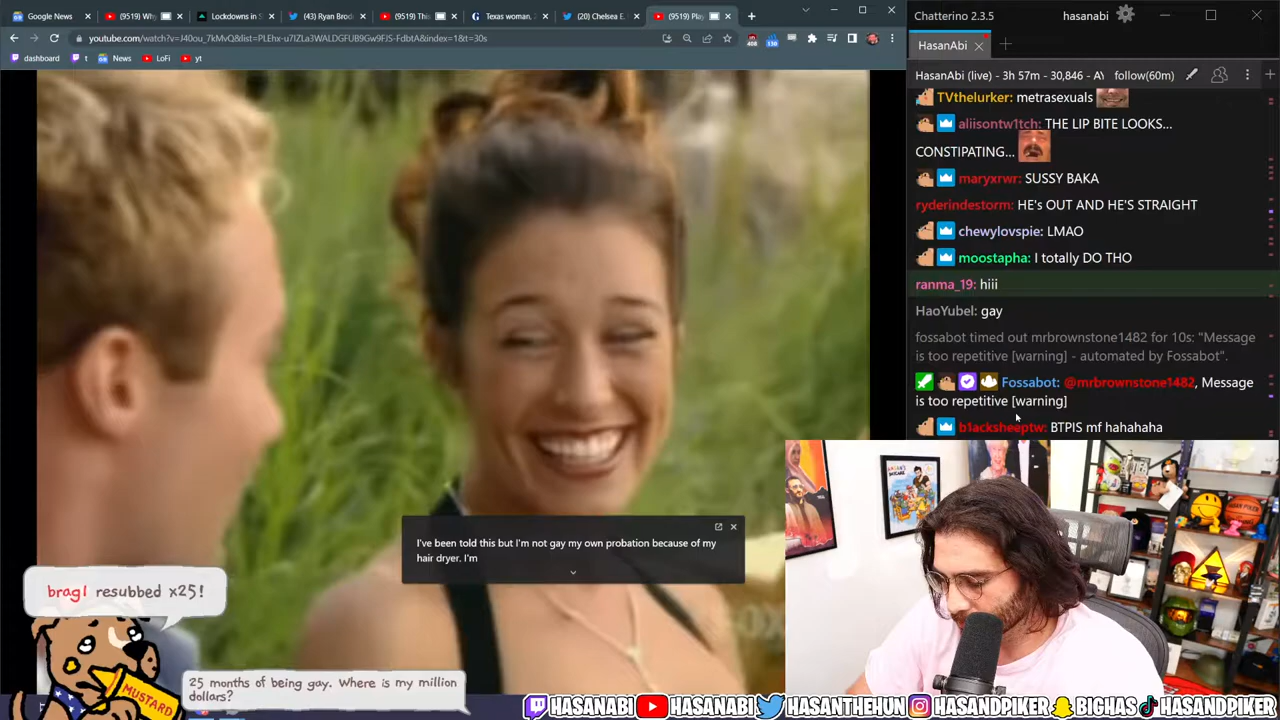 Google News
(9519) Wh
Lockdowns in S
(43) Ryan Brod
(9519) Thi
Texas woman,
(20) Chelsea E.
(9519) Pla
youtube.com/watch?v=J40ou_7kMvQ&list=PLEhx-u7IZLa3WALDGFUB9Gw9FJS-FdbtA&index=1&t=30s
408
130
dashboard
t
News
LoFi
yt
Chatterino 2.3.5
hasanabi
HasanAbi
HasanAbi (live) - 3h 57m - 30,846 - A
follow(60m)
TVthelurker: metrasexuals
aliisontw1tch: THE LIP BITE LOOKS...
CONSTIPATING...
maryxrwr: SUSSY BAKA
ryderindestorm: HE's OUT AND HE'S STRAIGHT
chewylovspie: LMAO
moostapha: I totally DO THO
ranma_19: hiii
HaoYubel: gay
fossabot timed out mrbrownstone1482 for 10s: "Message
is too repetitive [warning] - automated by Fossabot".
Fossabot: @mrbrownstone1482, Message
is too repetitive [warning]
b1acksheeptw: BTPIS mf hahahaha
I've been told this but I'm not gay my own probation because of my
hair dryer. I'm
brag1 resubbed x25!
25 months of being gay. Where is my million
dollars?
MUSTARD
HASANABI
HASANABI
HASANTHEHUN
HASANDPIKER
BIGHAS
HASANDPIKER